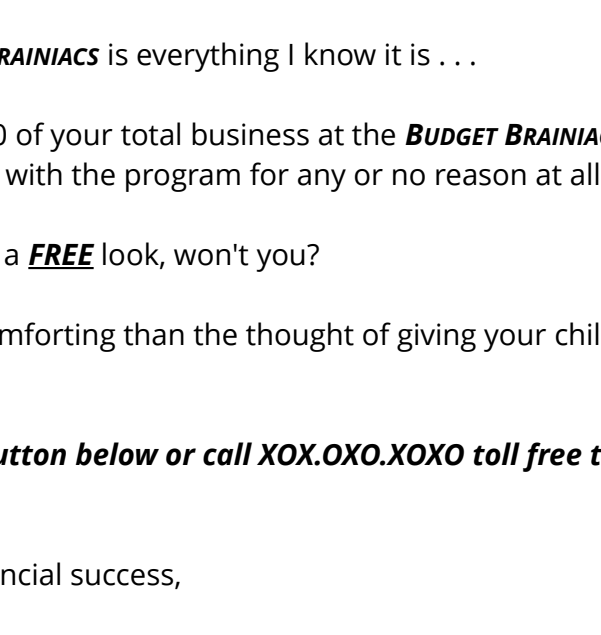 RAINIACS is everything I know it is . . .
0 of your total business at the BUDGET BRAINIA
with the program for any or no reason at all
a FREE look, won't you?
mforting than the thought of giving your chil
utton below or call XOX.OXO.XOXO toll free t
ncial success,